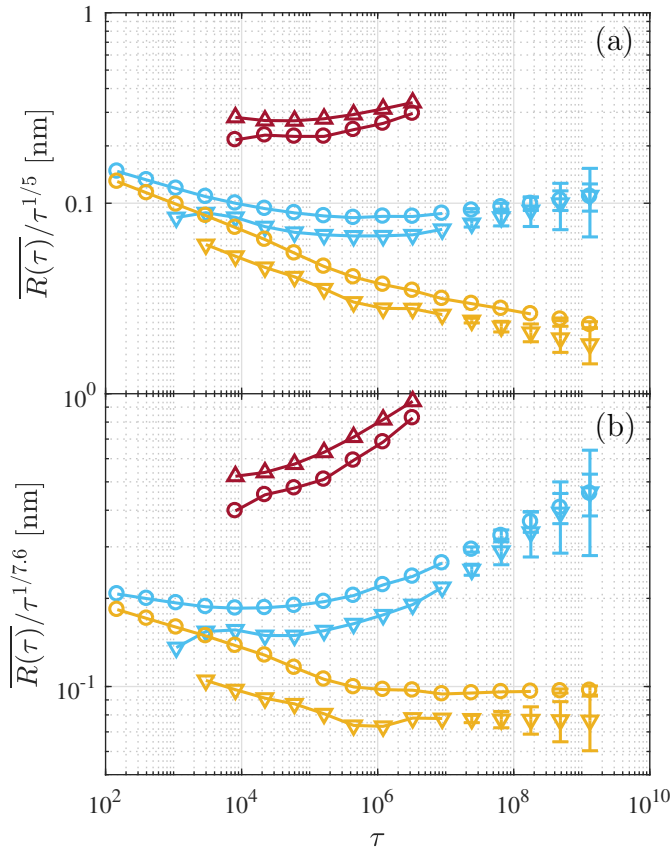 1
(a)
0.1
$\overline{R(\tau)}/\tau^{1/5}$ [nm]
10^0
(b)
$\overline{R(\tau)}/\tau^{1/7.6}$ [nm]
10^{-1}
10^2 10^4 10^6 10^8 10^{10}
τ